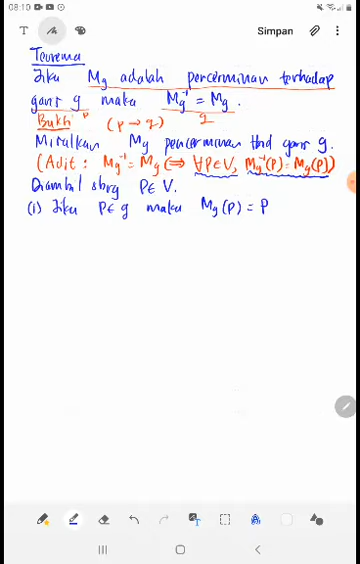 08:10
T
Simpan
Teorema
Jika Mg adalah pencerminan terhadap
garis g maka Mg⁻¹ = Mg.
p
q
Bukti (p → q)
Misalkan Mg pencerminan thd garis g.
(Adit : Mg⁻¹ = Mg ⟺ ∀P∈V, Mg⁻¹(P) = Mg(P))
Diambil sbrg P∈V.
(i) Jika P∈g maka Mg(P) = P